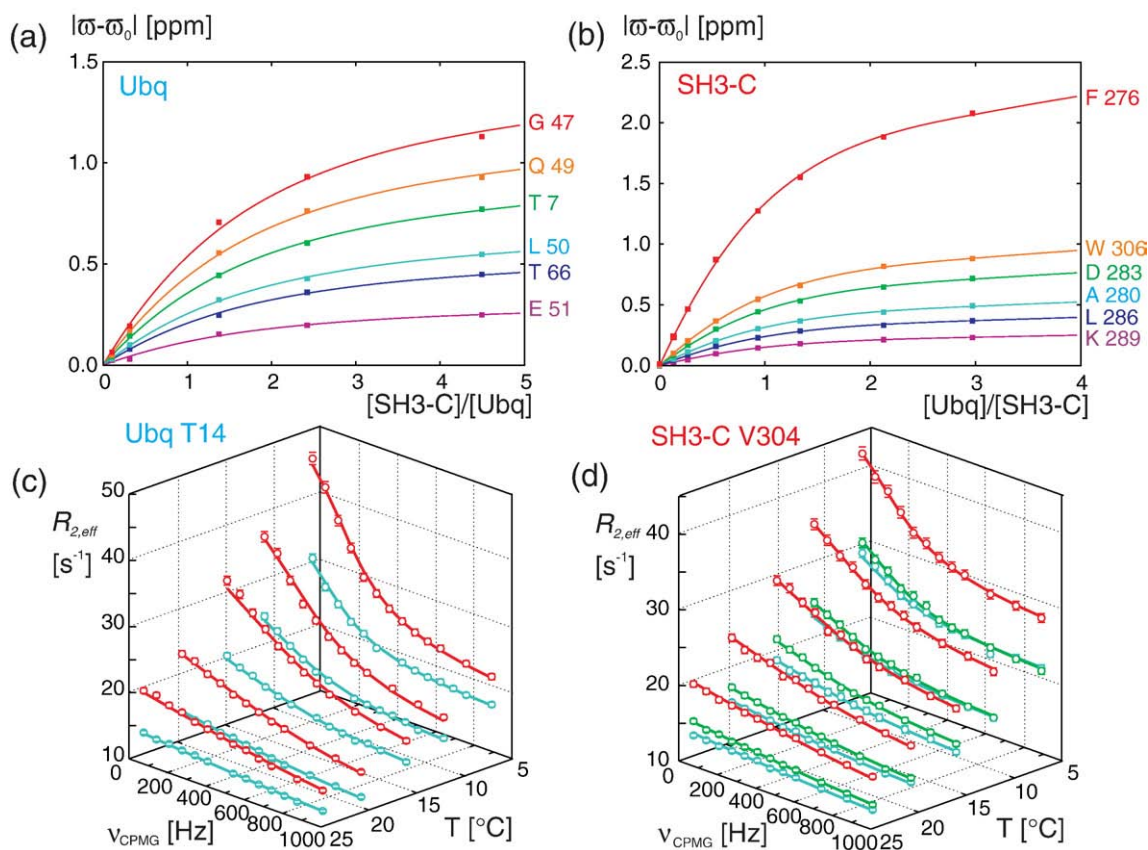 (a)
|ϖ-ϖ0| [ppm]
1.5
1.0
0.5
0.0
Ubq
G 47
Q 49
T 7
L 50
T 66
E 51
0 1 2 3 4 5
[SH3-C]/[Ubq]
(b)
|ϖ-ϖ0| [ppm]
2.5
2.0
1.5
1.0
0.5
0.0
SH3-C
F 276
W 306
D 283
A 280
L 286
K 289
0 1 2 3 4
[Ubq]/[SH3-C]
(c)
Ubq T14
50
40
30
20
10
R2,eff
[s-1]
0 200 400 600 800 1000
νCPMG [Hz]
25 20 15 10 5
T [°C]
(d)
SH3-C V304
40
30
20
10
R2,eff
[s-1]
0 200 400 600 800 1000
νCPMG [Hz]
25 20 15 10 5
T [°C]